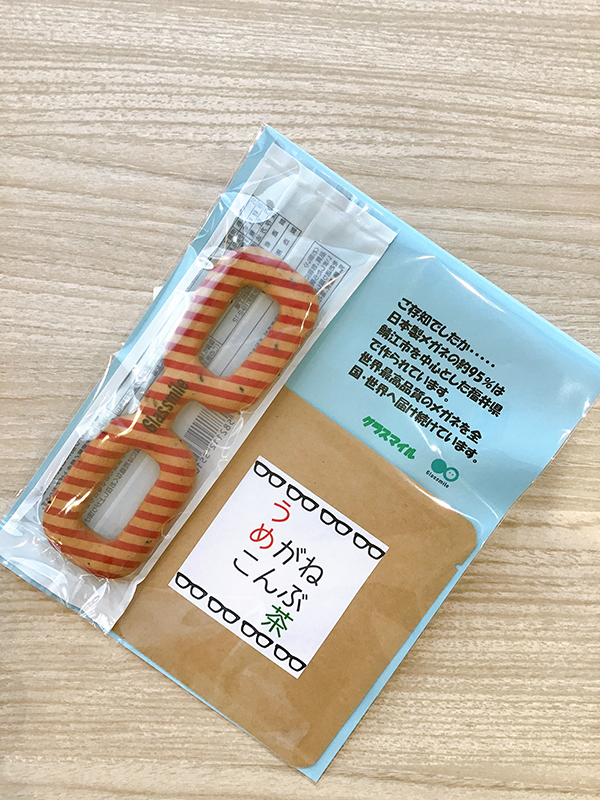 ご存知でしたか・・・・・
日本製メガネの約95%は
鯖江市を中心とした福井県
で作られています。
世界最高品質のメガネを全
国・世界へ届け続けています。
グラスマイル
Glassmile
Glassmile
うめがね
こんぶ茶